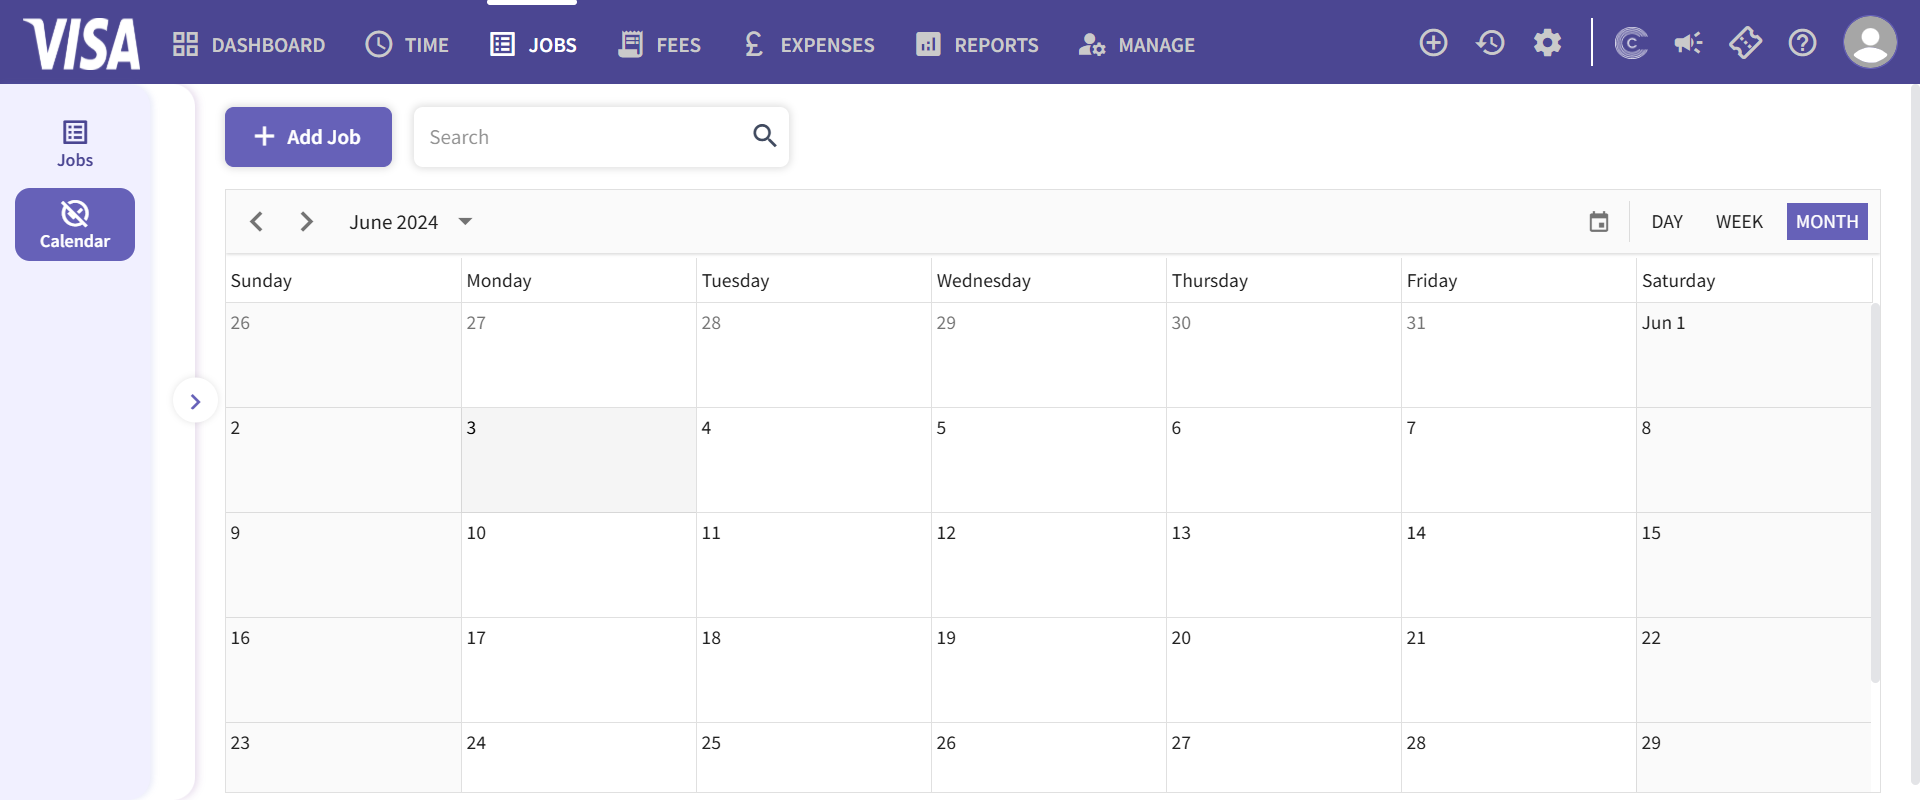 VISA
DASHBOARD
TIME
JOBS
FEES
EXPENSES
REPORTS
MANAGE
Jobs
Calendar
Add Job
Search
June 2024
DAY
WEEK
MONTH
Sunday Monday Tuesday Wednesday Thursday Friday Saturday
26 27 28 29 30 31 Jun 1
2 3 4 5 6 7 8
9 10 11 12 13 14 15
16 17 18 19 20 21 22
23 24 25 26 27 28 29